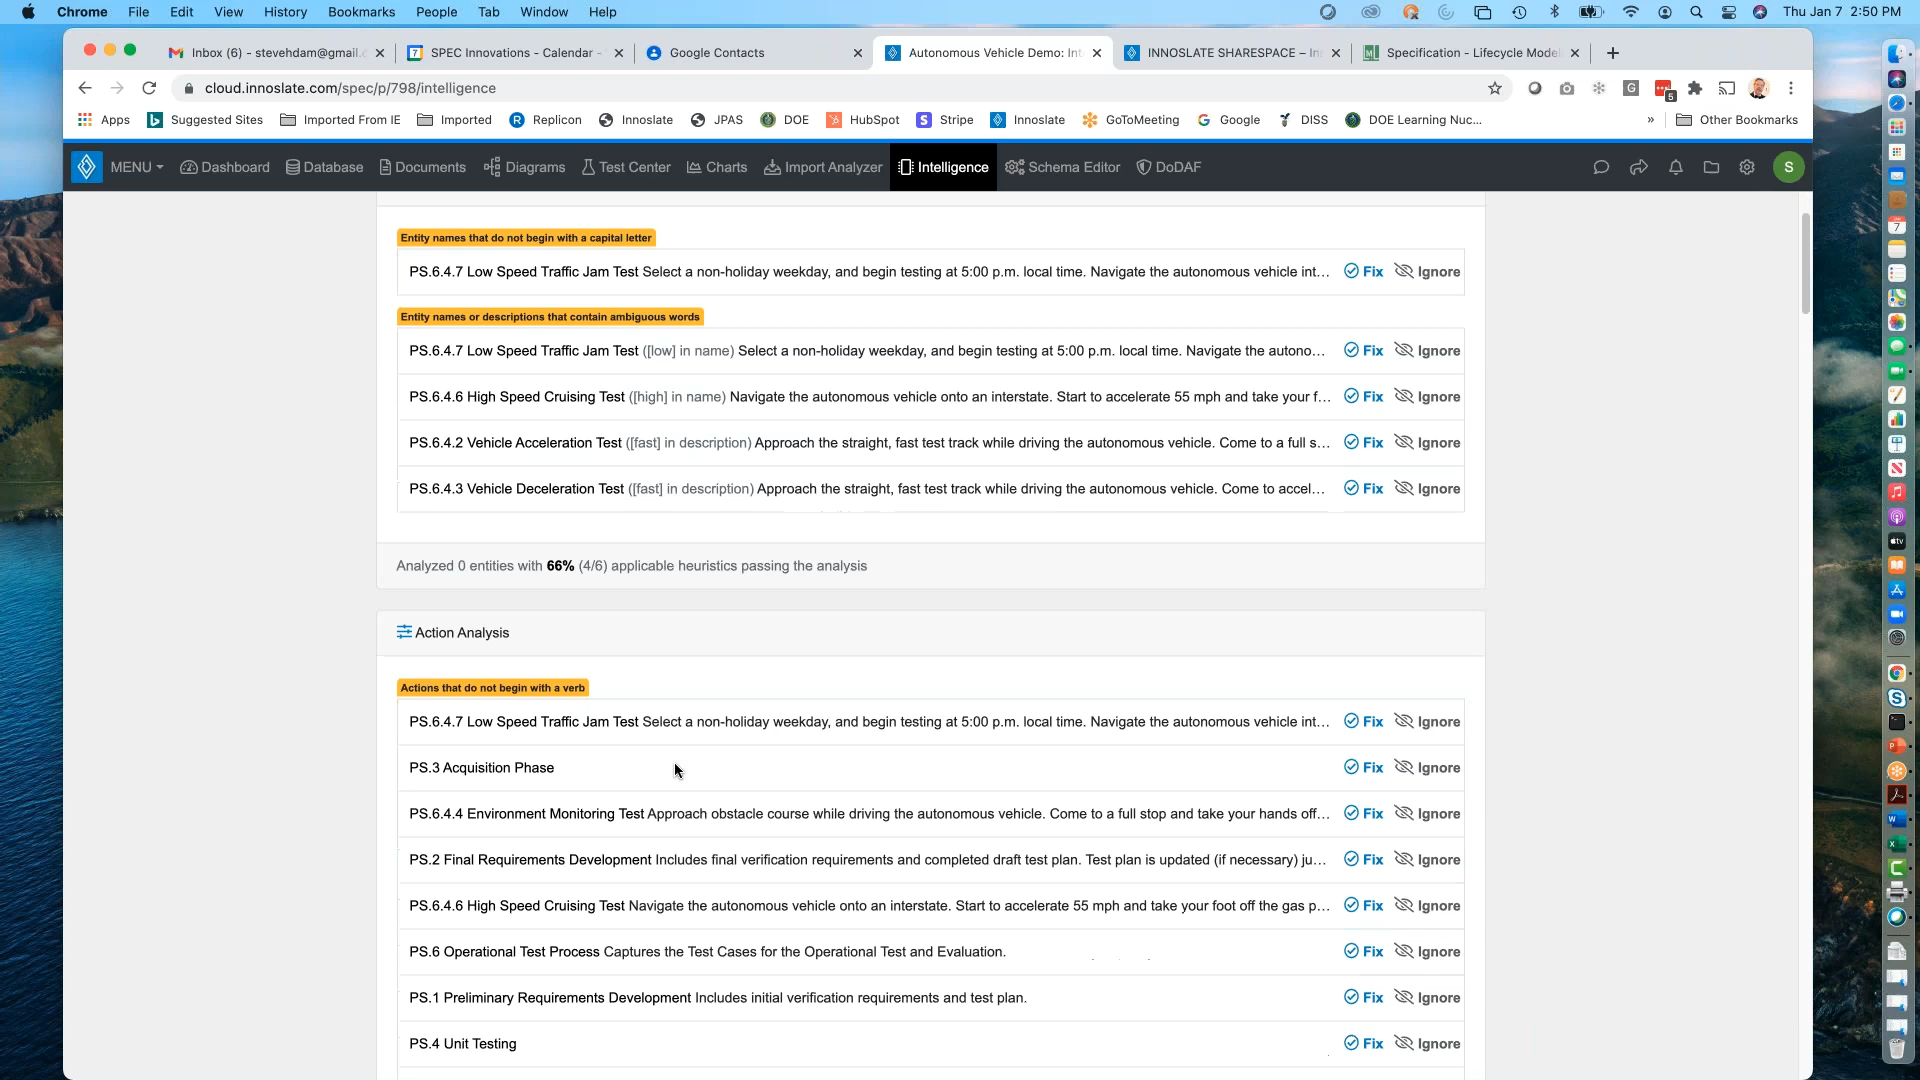 Chrome File Edit View History Bookmarks People Tab Window Help Thu Jan 7 2:50 PM
Inbox (6) - stevehdam@gmail.c SPEC Innovations - Calendar - Google Contacts Autonomous Vehicle Demo: Int INNOSLATE SHARESPACE – In Specification - Lifecycle Model
cloud.innoslate.com/spec/p/798/intelligence
Apps Suggested Sites Imported From IE Imported Replicon Innoslate JPAS DOE HubSpot Stripe Innoslate GoToMeeting Google DISS DOE Learning Nuc... » Other Bookmarks
MENU Dashboard Database Documents Diagrams Test Center Charts Import Analyzer Intelligence Schema Editor DoDAF S
Entity names that do not begin with a capital letter
PS.6.4.7 Low Speed Traffic Jam Test Select a non-holiday weekday, and begin testing at 5:00 p.m. local time. Navigate the autonomous vehicle int... Fix Ignore
Entity names or descriptions that contain ambiguous words
PS.6.4.7 Low Speed Traffic Jam Test ([low] in name) Select a non-holiday weekday, and begin testing at 5:00 p.m. local time. Navigate the autono... Fix Ignore
PS.6.4.6 High Speed Cruising Test ([high] in name) Navigate the autonomous vehicle onto an interstate. Start to accelerate 55 mph and take your f... Fix Ignore
PS.6.4.2 Vehicle Acceleration Test ([fast] in description) Approach the straight, fast test track while driving the autonomous vehicle. Come to a full s... Fix Ignore
PS.6.4.3 Vehicle Deceleration Test ([fast] in description) Approach the straight, fast test track while driving the autonomous vehicle. Come to accel... Fix Ignore
Analyzed 0 entities with 66% (4/6) applicable heuristics passing the analysis
Action Analysis
Actions that do not begin with a verb
PS.6.4.7 Low Speed Traffic Jam Test Select a non-holiday weekday, and begin testing at 5:00 p.m. local time. Navigate the autonomous vehicle int... Fix Ignore
PS.3 Acquisition Phase Fix Ignore
PS.6.4.4 Environment Monitoring Test Approach obstacle course while driving the autonomous vehicle. Come to a full stop and take your hands off... Fix Ignore
PS.2 Final Requirements Development Includes final verification requirements and completed draft test plan. Test plan is updated (if necessary) ju... Fix Ignore
PS.6.4.6 High Speed Cruising Test Navigate the autonomous vehicle onto an interstate. Start to accelerate 55 mph and take your foot off the gas p... Fix Ignore
PS.6 Operational Test Process Captures the Test Cases for the Operational Test and Evaluation. Fix Ignore
PS.1 Preliminary Requirements Development Includes initial verification requirements and test plan. Fix Ignore
PS.4 Unit Testing Fix Ignore